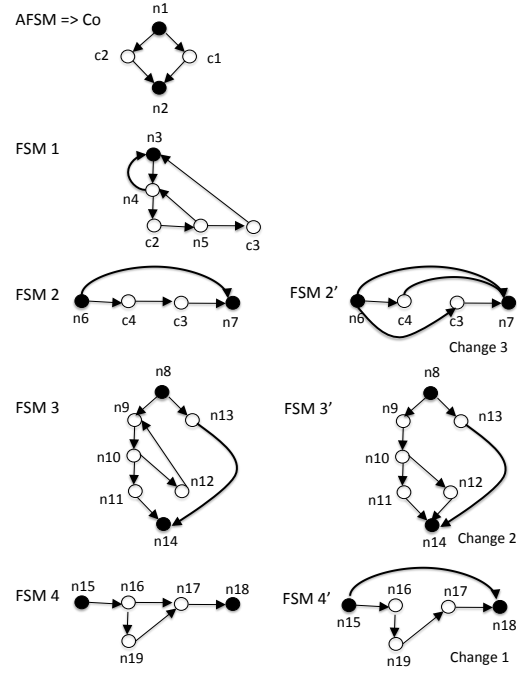 AFSM => Co
n1
c2
c1
n2
FSM 1
n3
n4
c2
n5
c3
FSM 2
n6
c4
c3
n7
FSM 2’
n6
c4
c3
n7
Change 3
FSM 3
n8
n9
n13
n10
n11
n12
n14
FSM 3’
n8
n9
n13
n10
n11
n12
n14
Change 2
FSM 4
n15
n16
n17
n18
n19
FSM 4’
n15
n16
n17
n18
n19
Change 1